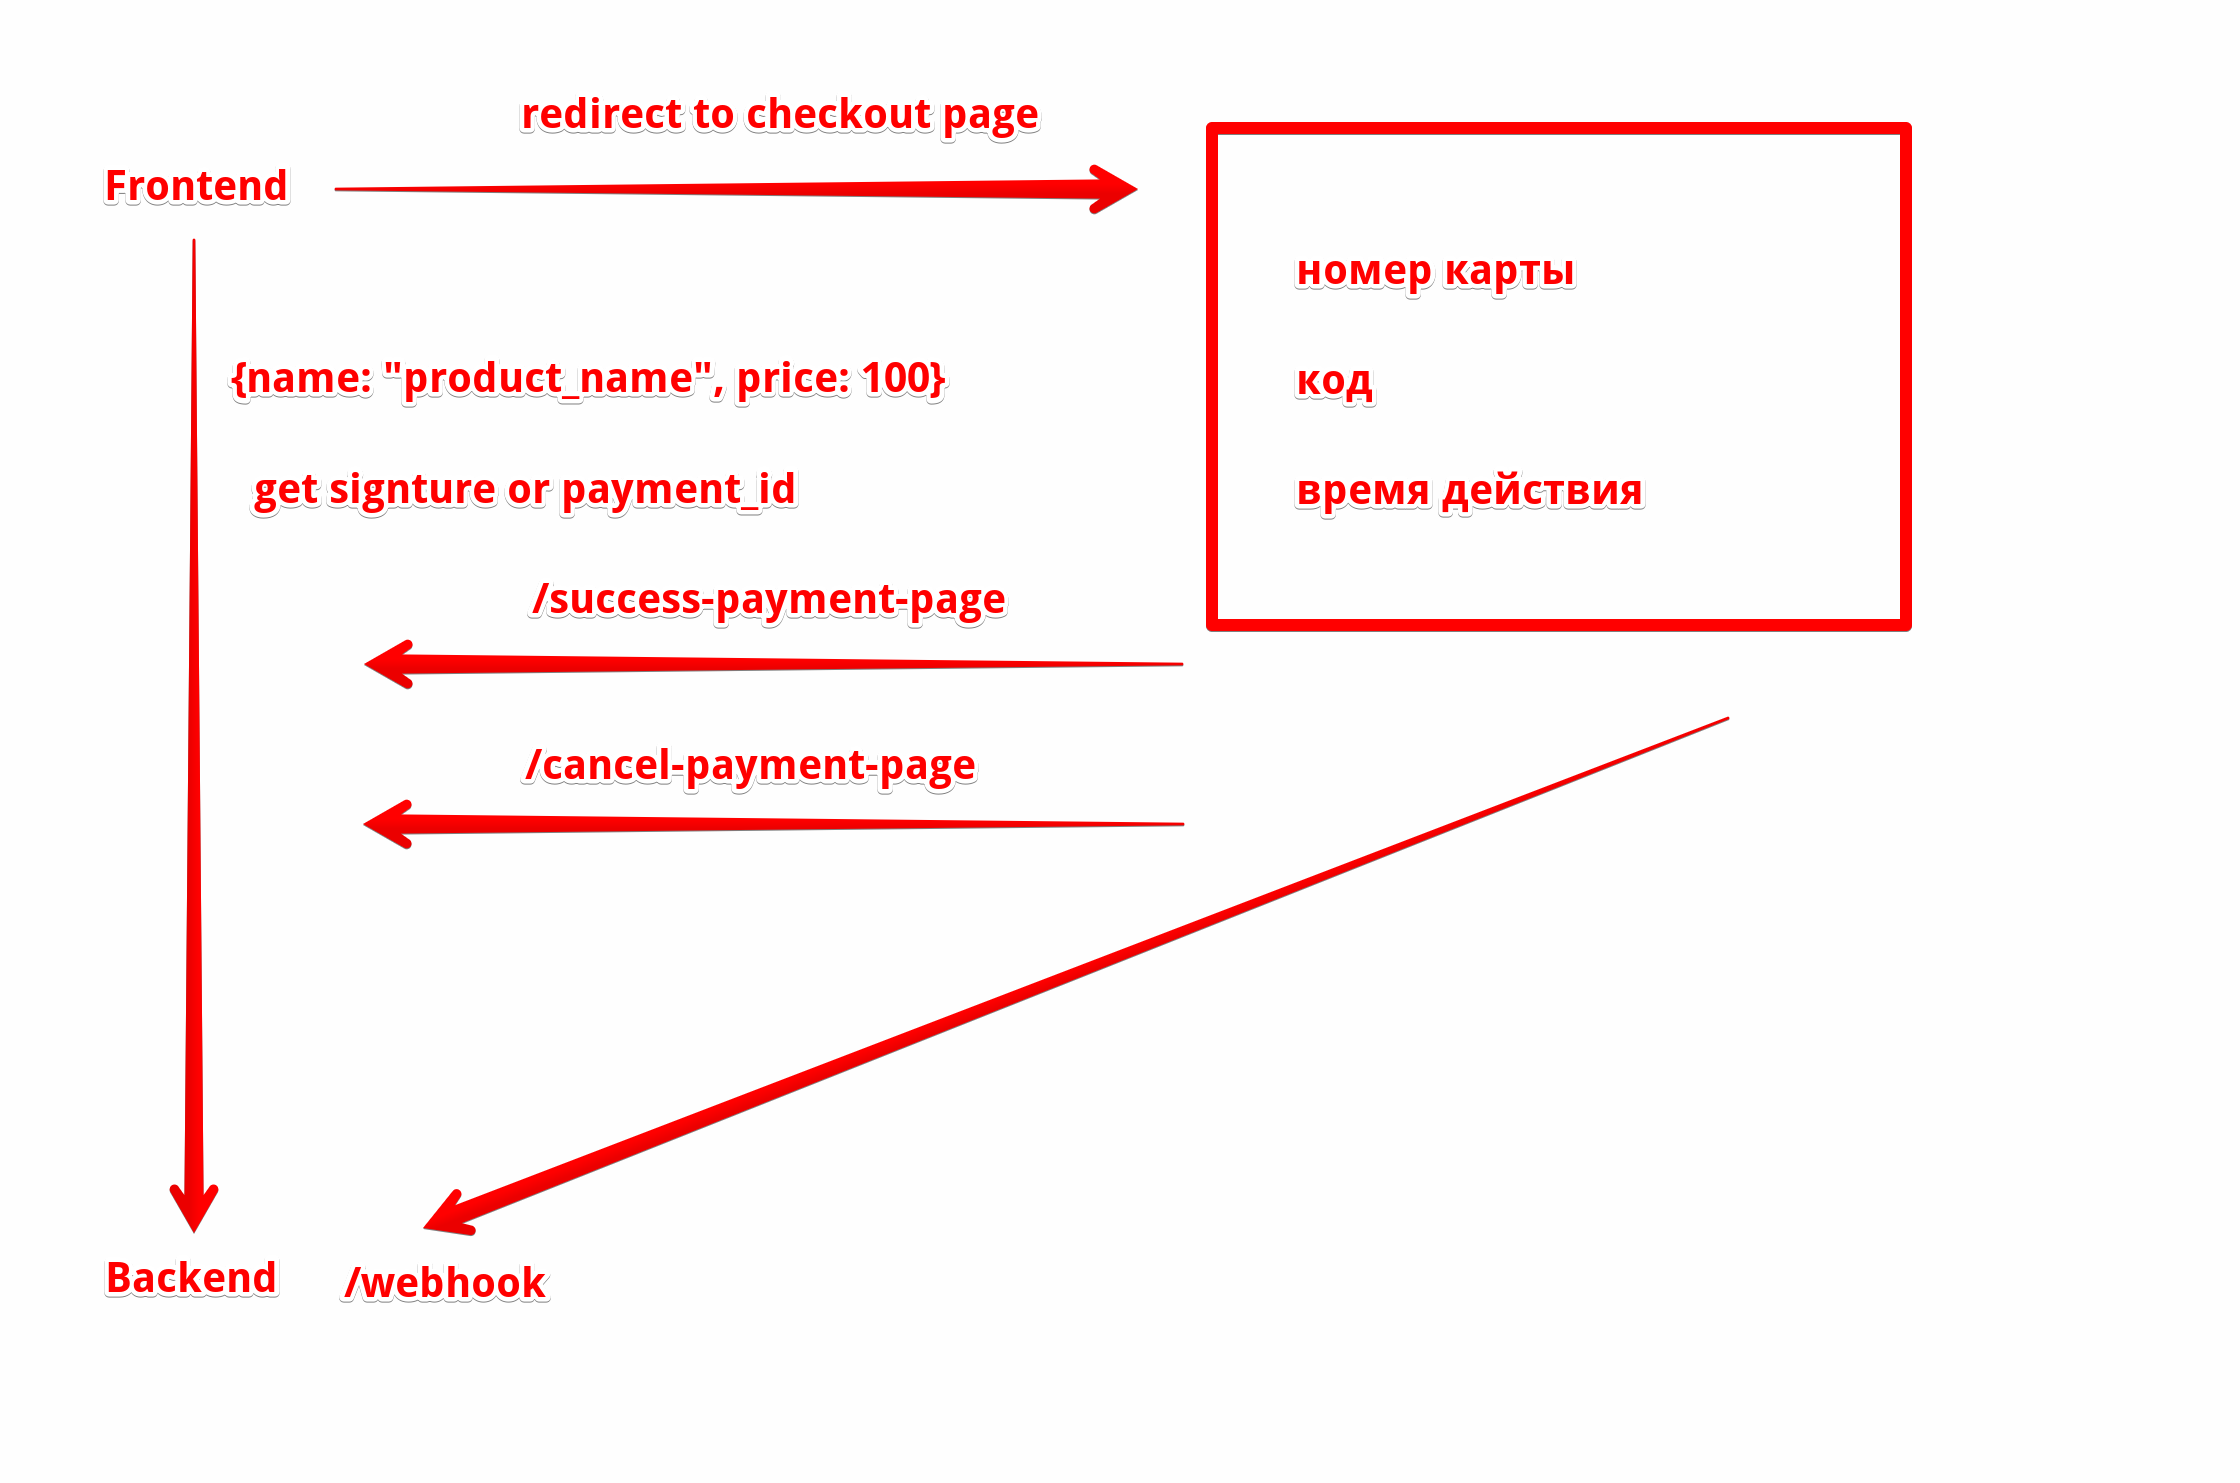 redirect to checkout page
Frontend
номер карты
{name: "product_name", price: 100}
код
get signture or payment_id
время действия
/success-payment-page
/cancel-payment-page
Backend
/webhook